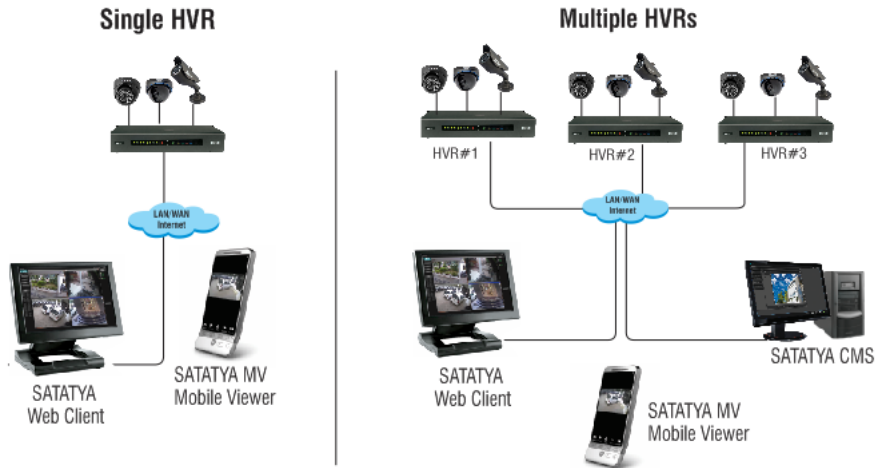 Single HVR
LAN/WAN
Internet
SATATYA
Web Client
SATATYA MV
Mobile Viewer
Multiple HVRs
HVR#1
HVR#2
HVR#3
LAN/WAN
Internet
SATATYA
Web Client
SATATYA MV
Mobile Viewer
SATATYA CMS